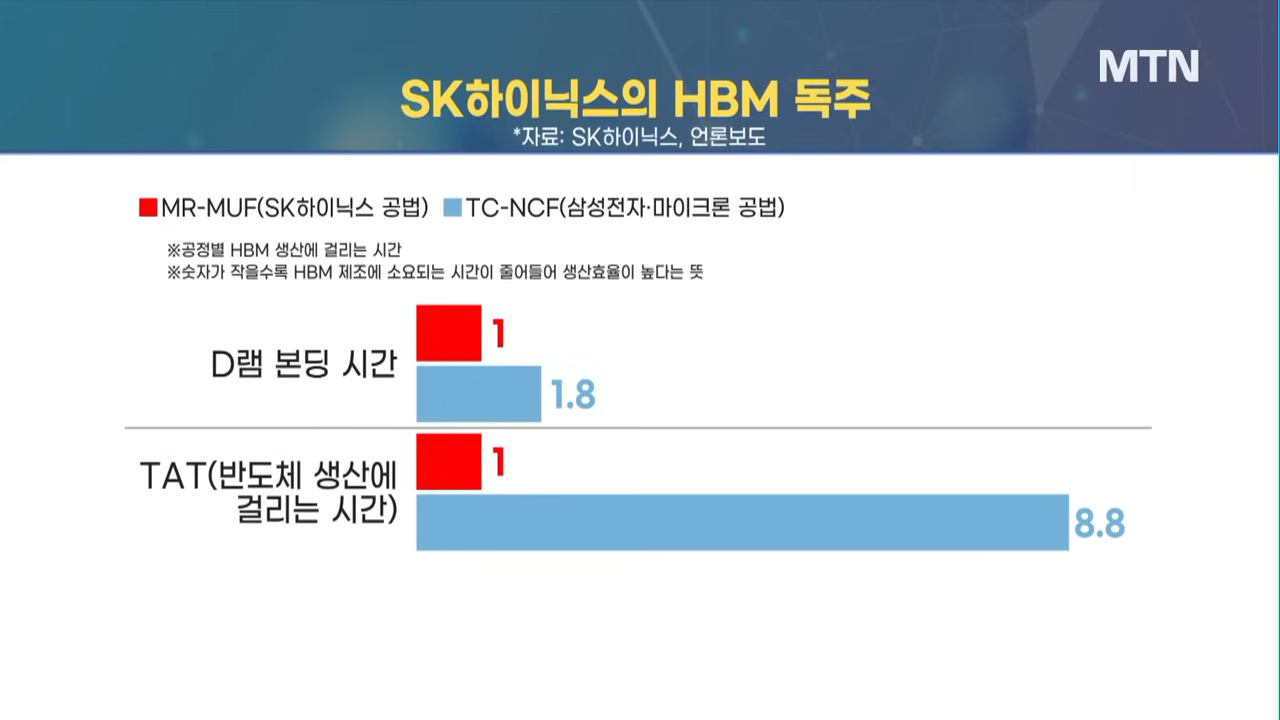 MTN
SK하이닉스의 HBM 독주
*자료: SK하이닉스, 언론보도
MR-MUF(SK하이닉스 공법) TC-NCF(삼성전자·마이크론 공법)
※공정별 HBM 생산에 걸리는 시간
※숫자가 작을수록 HBM 제조에 소요되는 시간이 줄어들어 생산효율이 높다는 뜻
D램 본딩 시간
1
1.8
TAT(반도체 생산에
걸리는 시간)
1
8.8